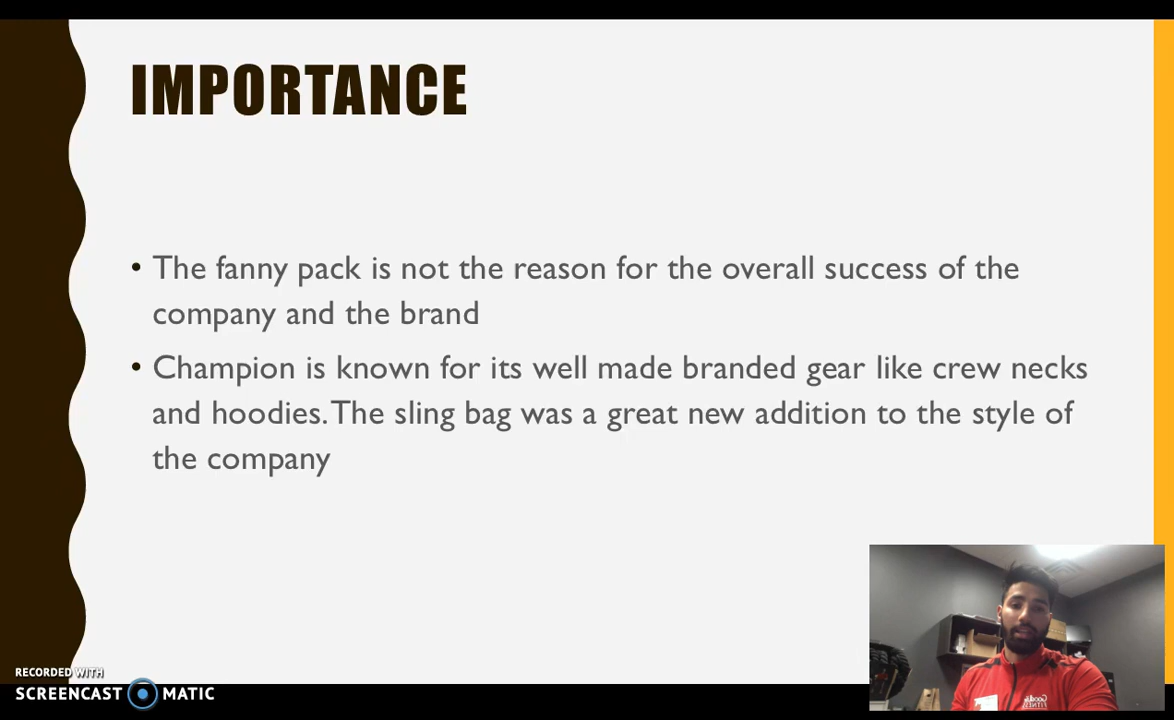 IMPORTANCE
• The fanny pack is not the reason for the overall success of the
company and the brand
• Champion is known for its well made branded gear like crew necks
and hoodies. The sling bag was a great new addition to the style of
the company
GoodLife
FITNESS
RECORDED WITH
SCREENCAST MATIC